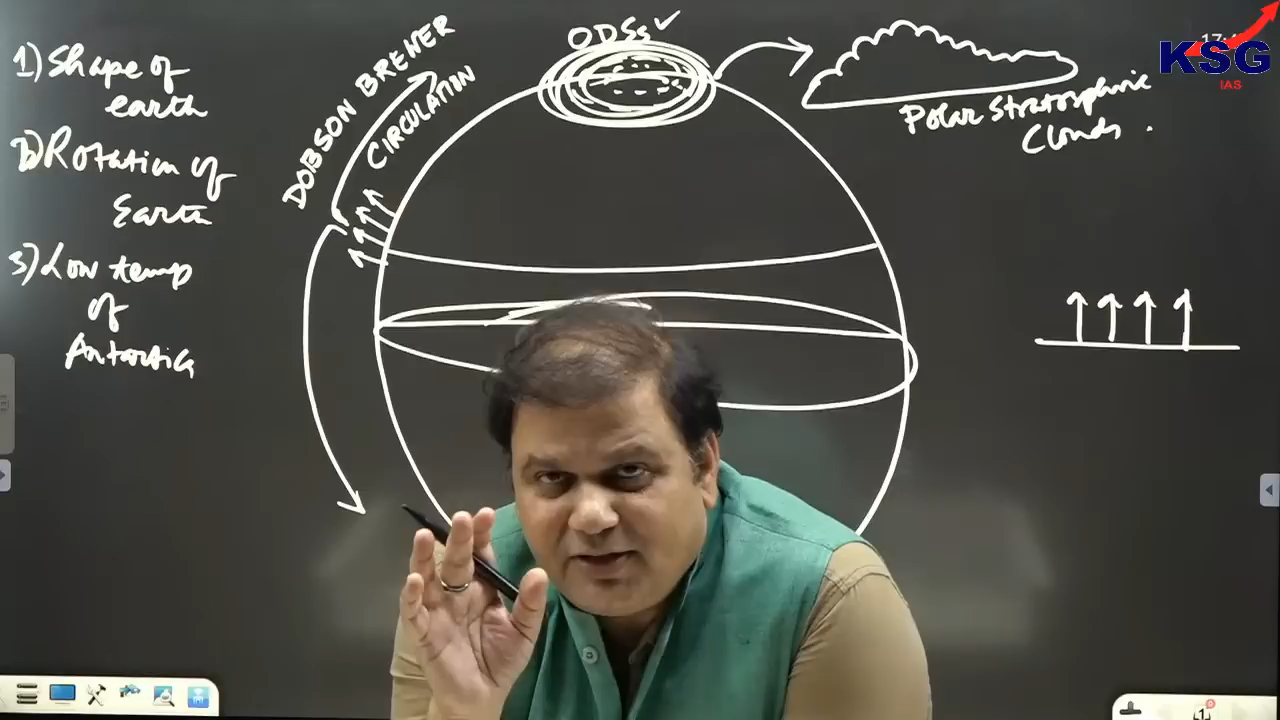 1) Shape of
earth
2) Rotation of
Earth
3) Low temp
of
Antartica
DOBSON BREWER
CIRCULATION
ODSs ✓
Polar Stratospheric
Clouds.
KSG
IAS